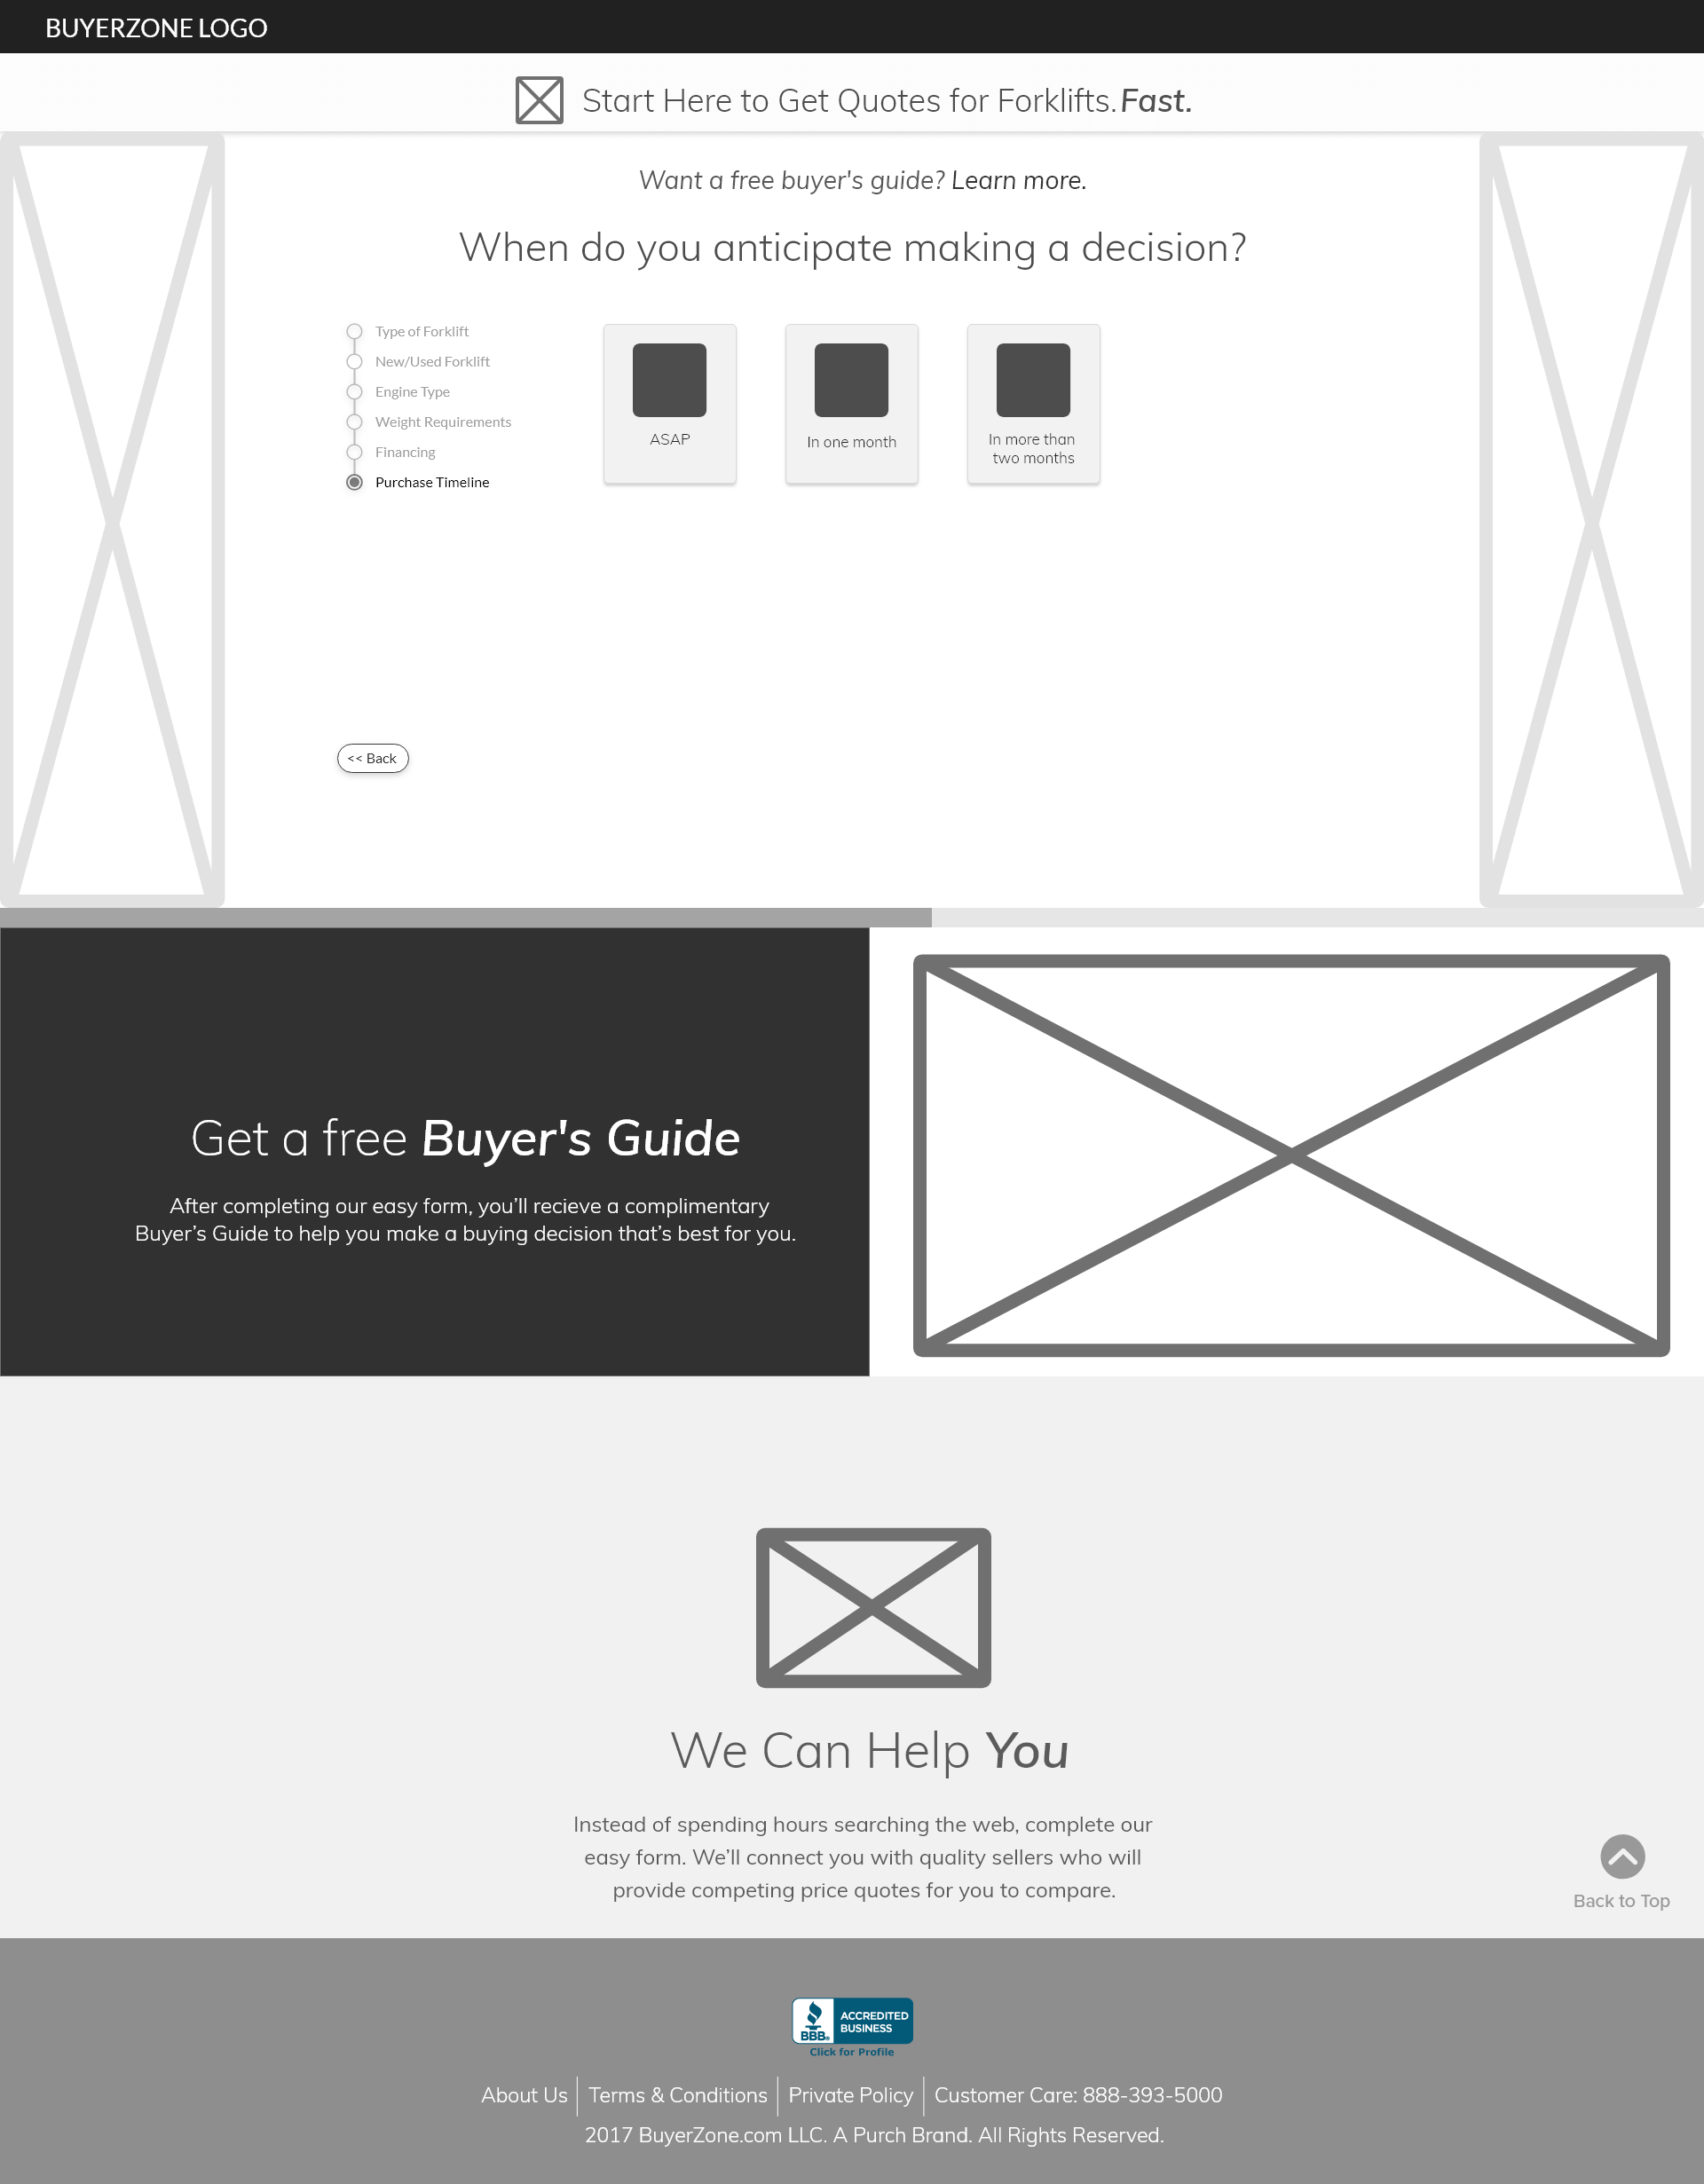 BUYERZONE LOGO
Start Here to Get Quotes for Forklifts. Fast.
Want a free buyer's guide? Learn more.
When do you anticipate making a decision?
Type of Forklift
New/Used Forklift
Engine Type
Weight Requirements
Financing
Purchase Timeline
ASAP
In one month
In more than
two months
<< Back
Get a free Buyer's Guide
After completing our easy form, you’ll recieve a complimentary
Buyer’s Guide to help you make a buying decision that’s best for you.
We Can Help You
Instead of spending hours searching the web, complete our
easy form. We’ll connect you with quality sellers who will
provide competing price quotes for you to compare.
Back to Top
BBB®
ACCREDITED
BUSINESS
Click for Profile
About Us | Terms & Conditions | Private Policy | Customer Care: 888-393-5000
2017 BuyerZone.com LLC. A Purch Brand. All Rights Reserved.